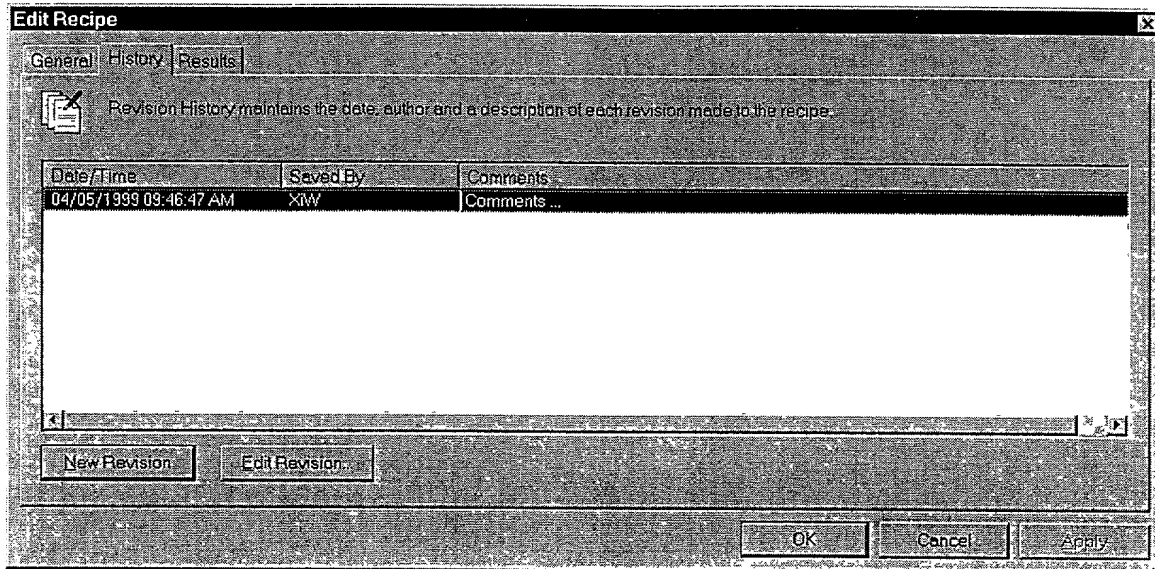 Edit Recipe
General History Results
Revision History maintains the date, author and a description of each revision made to the recipe.
Date/Time Saved By Comments
04/05/1999 09:46:47 AM XiW Comments ...
New Revision Edit Revision...
OK Cancel Apply